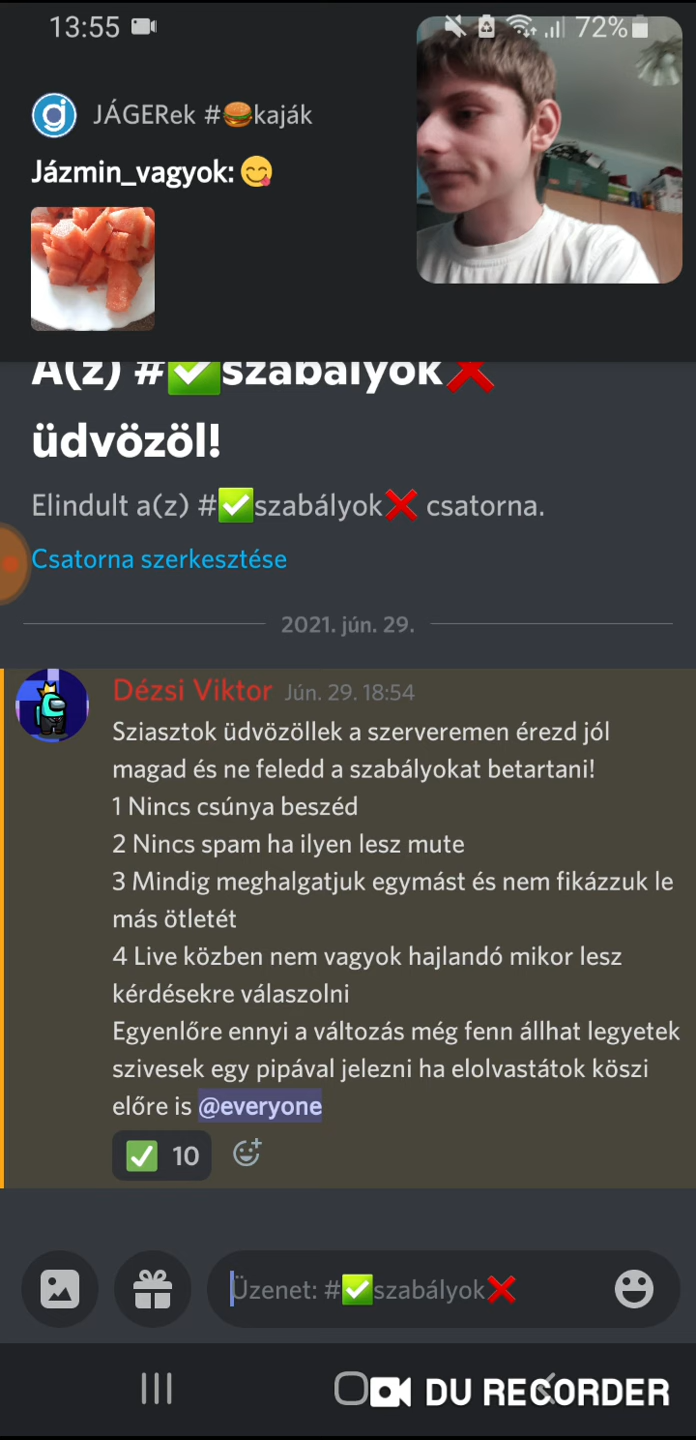 13:55 72%
JÁGERek #🍔kaják
Jázmin_vagyok: 😋
A(z) #✅szabályok❌
üdvözöl!
Elindult a(z) #✅szabályok❌ csatorna.
Csatorna szerkesztése
2021. jún. 29.
Dézsi Viktor Jún. 29. 18:54
Sziasztok üdvözöllek a szerveremen érezd jól
magad és ne feledd a szabályokat betartani!
1 Nincs csúnya beszéd
2 Nincs spam ha ilyen lesz mute
3 Mindig meghalgatjuk egymást és nem fikázzuk le
más ötletét
4 Live közben nem vagyok hajlandó mikor lesz
kérdésekre válaszolni
Egyenlőre ennyi a változás még fenn állhat legyetek
szivesek egy pipával jelezni ha elolvastátok köszi
előre is @everyone
✅ 10
Üzenet: #✅szabályok❌
DU RECORDER